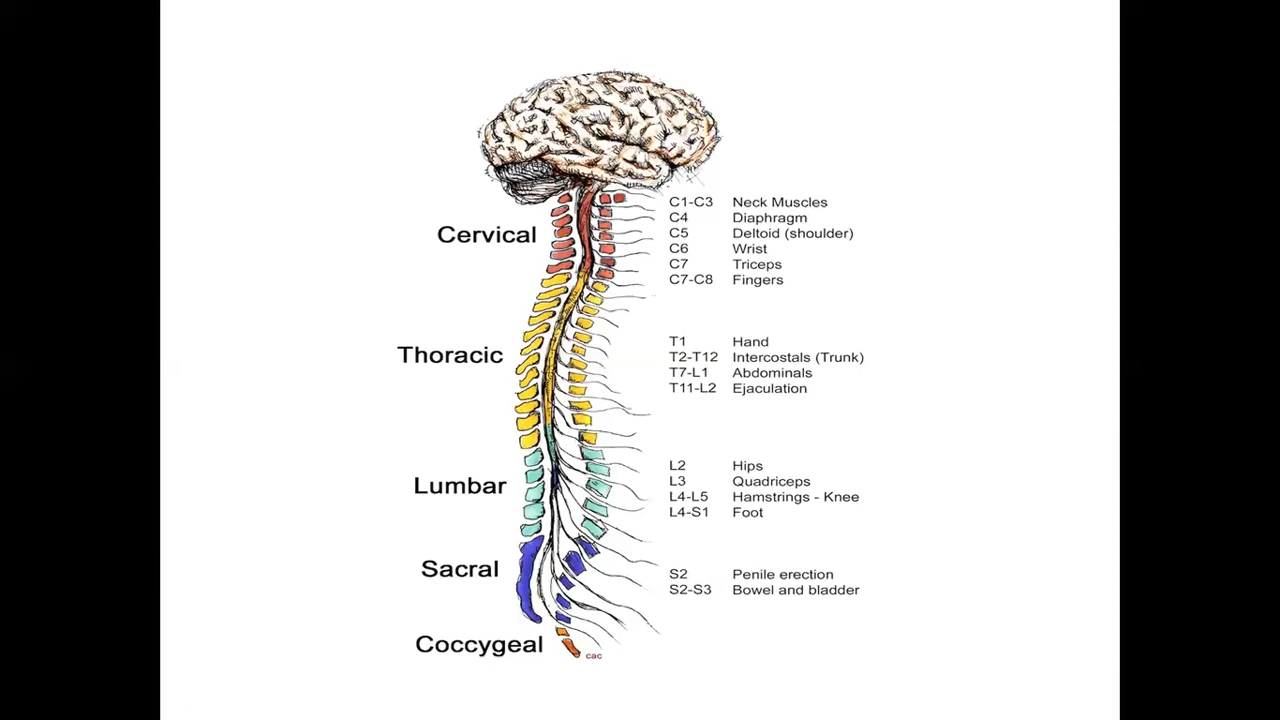 Cervical
C1-C3 Neck Muscles
C4 Diaphragm
C5 Deltoid (shoulder)
C6 Wrist
C7 Triceps
C7-C8 Fingers
Thoracic
T1 Hand
T2-T12 Intercostals (Trunk)
T7-L1 Abdominals
T11-L2 Ejaculation
Lumbar
L2 Hips
L3 Quadriceps
L4-L5 Hamstrings - Knee
L4-S1 Foot
Sacral
S2 Penile erection
S2-S3 Bowel and bladder
Coccygeal
cac